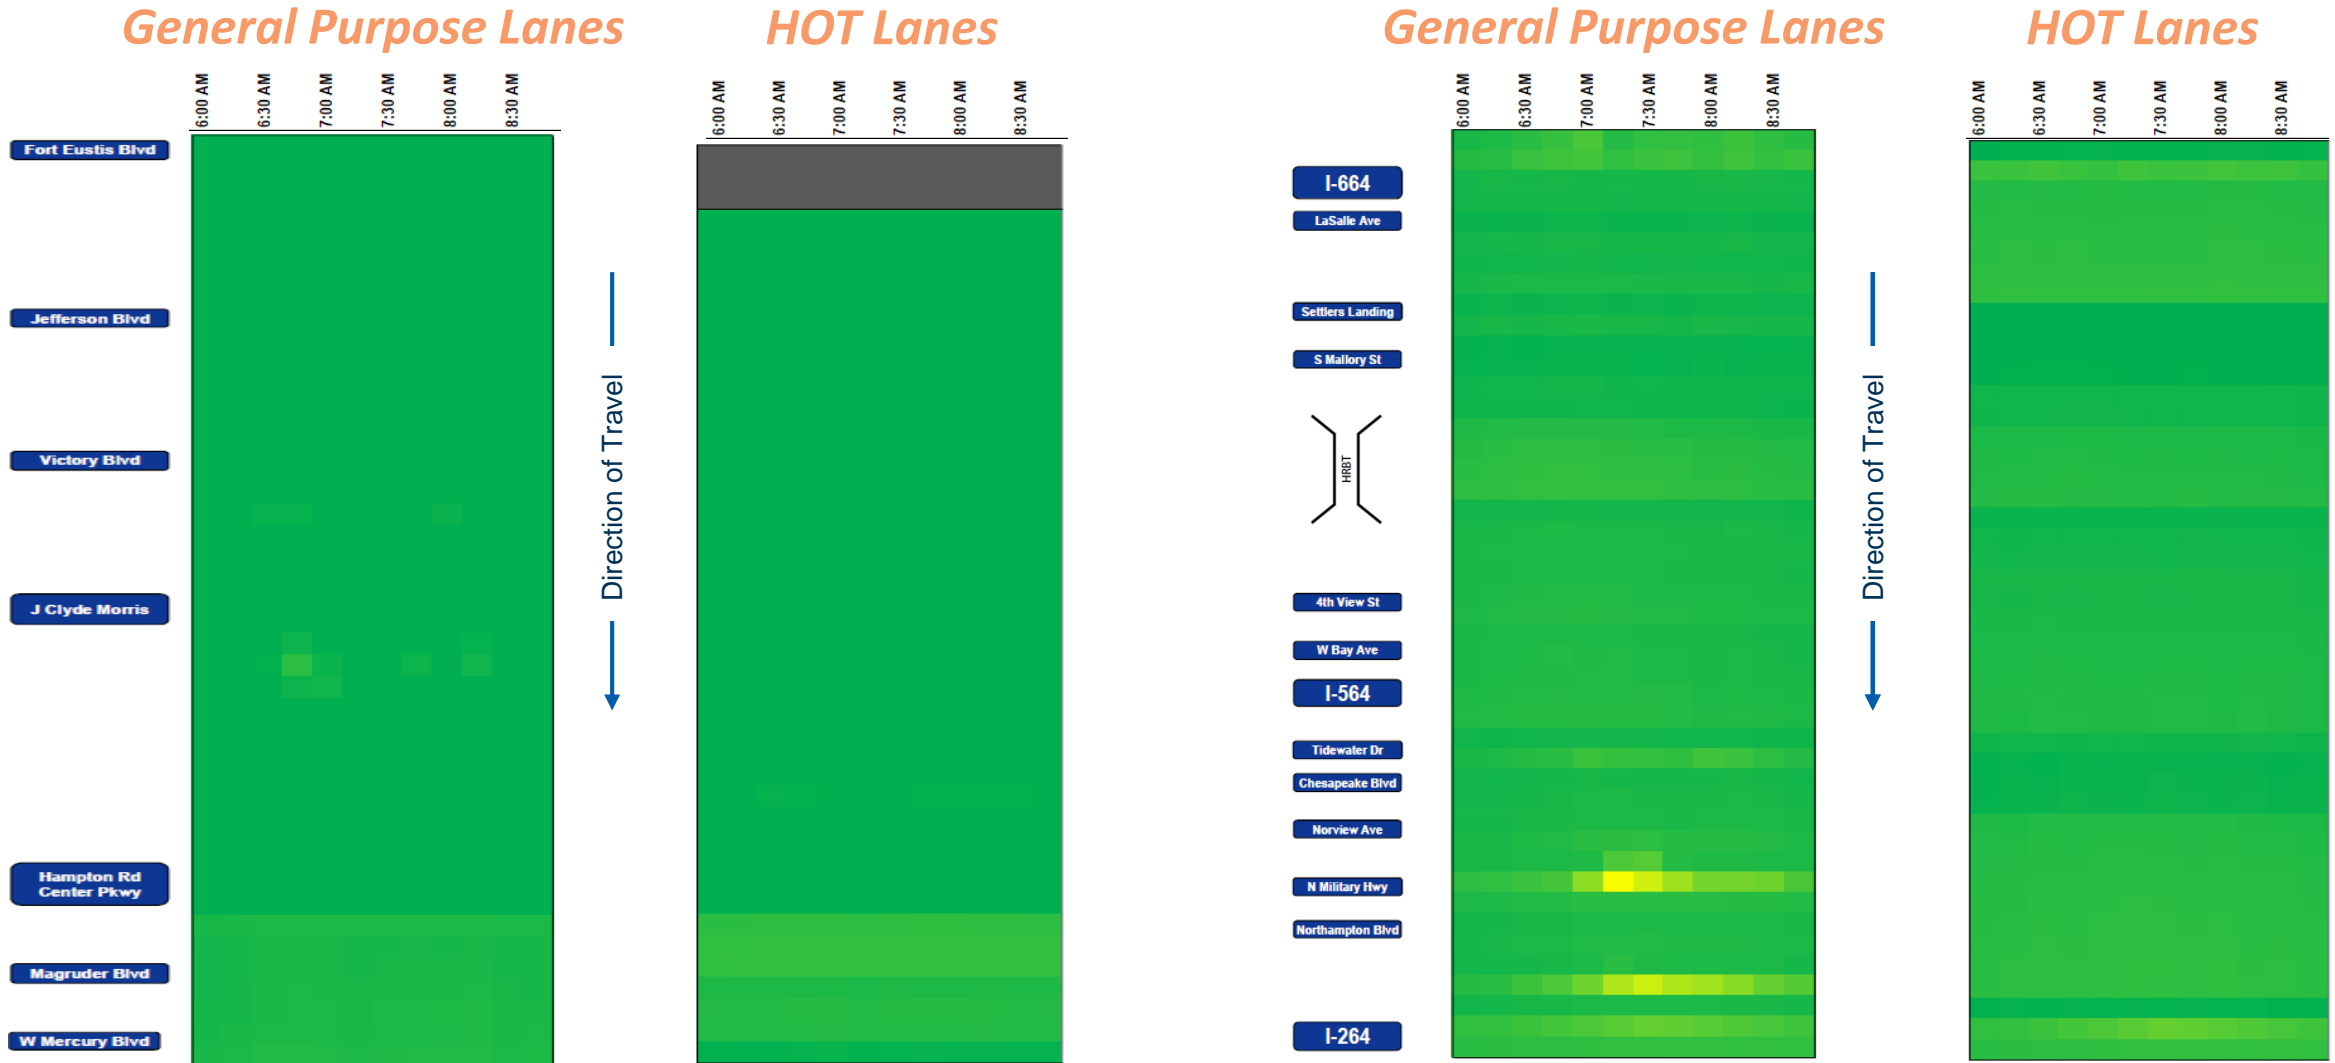 General Purpose Lanes
HOT Lanes
General Purpose Lanes
HOT Lanes
6:00 AM
6:30 AM
7:00 AM
7:30 AM
8:00 AM
8:30 AM
6:00 AM
6:30 AM
7:00 AM
7:30 AM
8:00 AM
8:30 AM
6:00 AM
6:30 AM
7:00 AM
7:30 AM
8:00 AM
8:30 AM
6:00 AM
6:30 AM
7:00 AM
7:30 AM
8:00 AM
8:30 AM
Fort Eustis Blvd
Jefferson Blvd
Victory Blvd
J Clyde Morris
Hampton Rd
Center Pkwy
Magruder Blvd
W Mercury Blvd
Direction of Travel
I-664
LaSalle Ave
Settlers Landing
S Mallory St
HRBT
4th View St
W Bay Ave
I-564
Tidewater Dr
Chesapeake Blvd
Norview Ave
N Military Hwy
Northampton Blvd
I-264
Direction of Travel